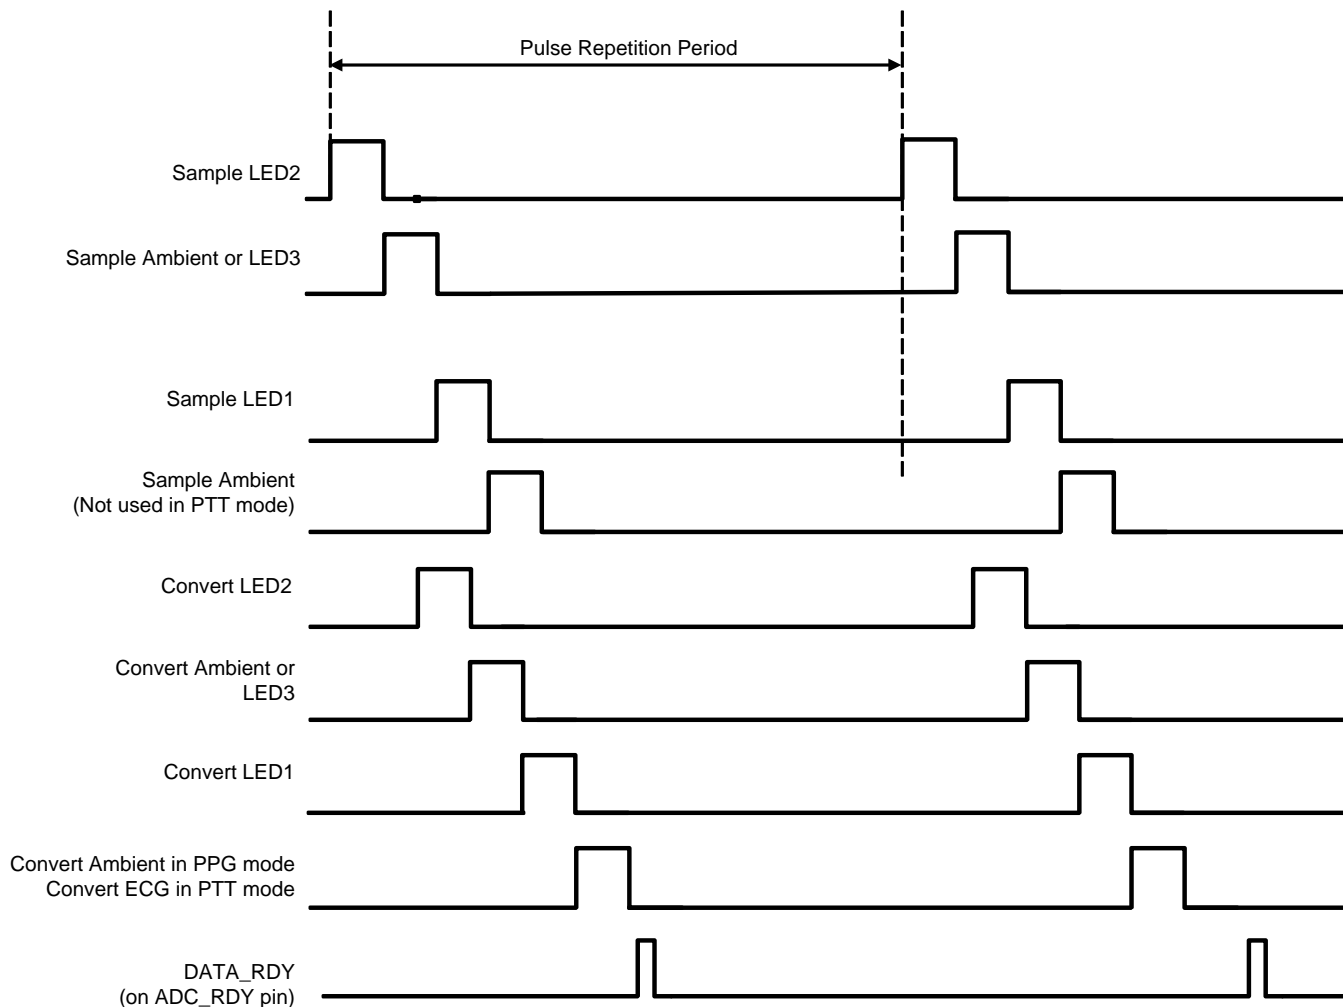 Pulse Repetition Period
Sample LED2
Sample Ambient or LED3
Sample LED1
Sample Ambient
(Not used in PTT mode)
Convert LED2
Convert Ambient or
LED3
Convert LED1
Convert Ambient in PPG mode
Convert ECG in PTT mode
DATA_RDY
(on ADC_RDY pin)